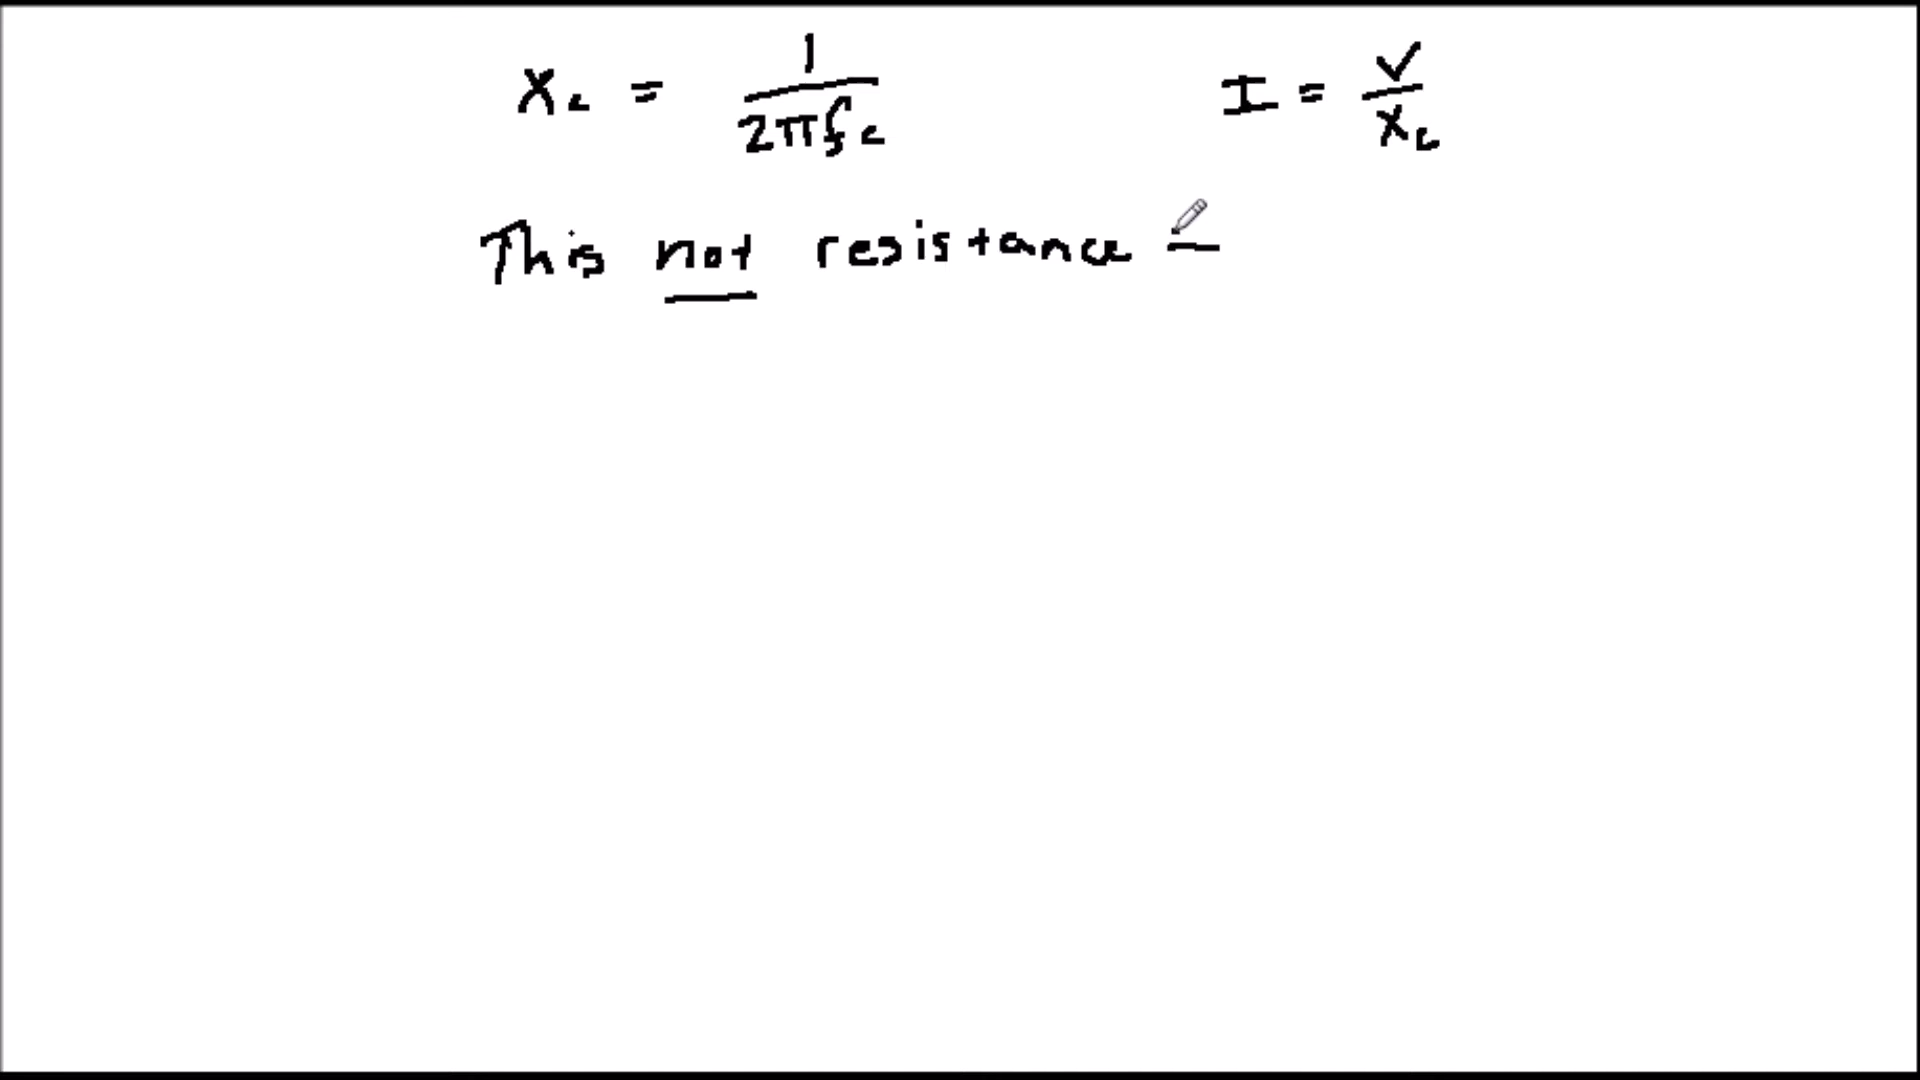 Xc = 1/2πfc I = V/Xc
This not resistance –